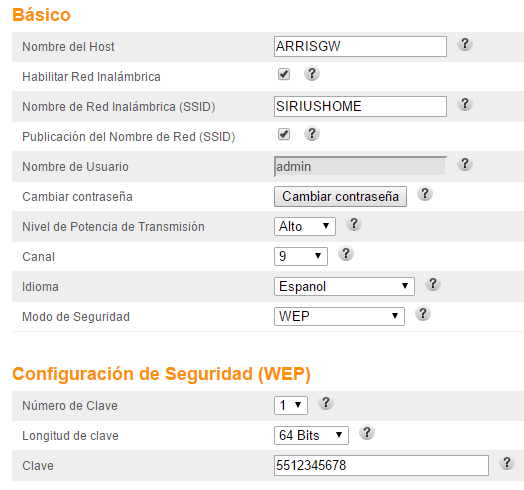 Básico
Nombre del Host ARRISGW ?
Habilitar Red Inalámbrica ?
Nombre de Red Inalámbrica (SSID) SIRIUSHOME ?
Publicación del Nombre de Red (SSID) ?
Nombre de Usuario admin ?
Cambiar contraseña Cambiar contraseña ?
Nivel de Potencia de Transmisión Alto ?
Canal 9 ?
Idioma Espanol ?
Modo de Seguridad WEP ?
Configuración de Seguridad (WEP)
Número de Clave 1 ?
Longitud de clave 64 Bits ?
Clave 5512345678 ?